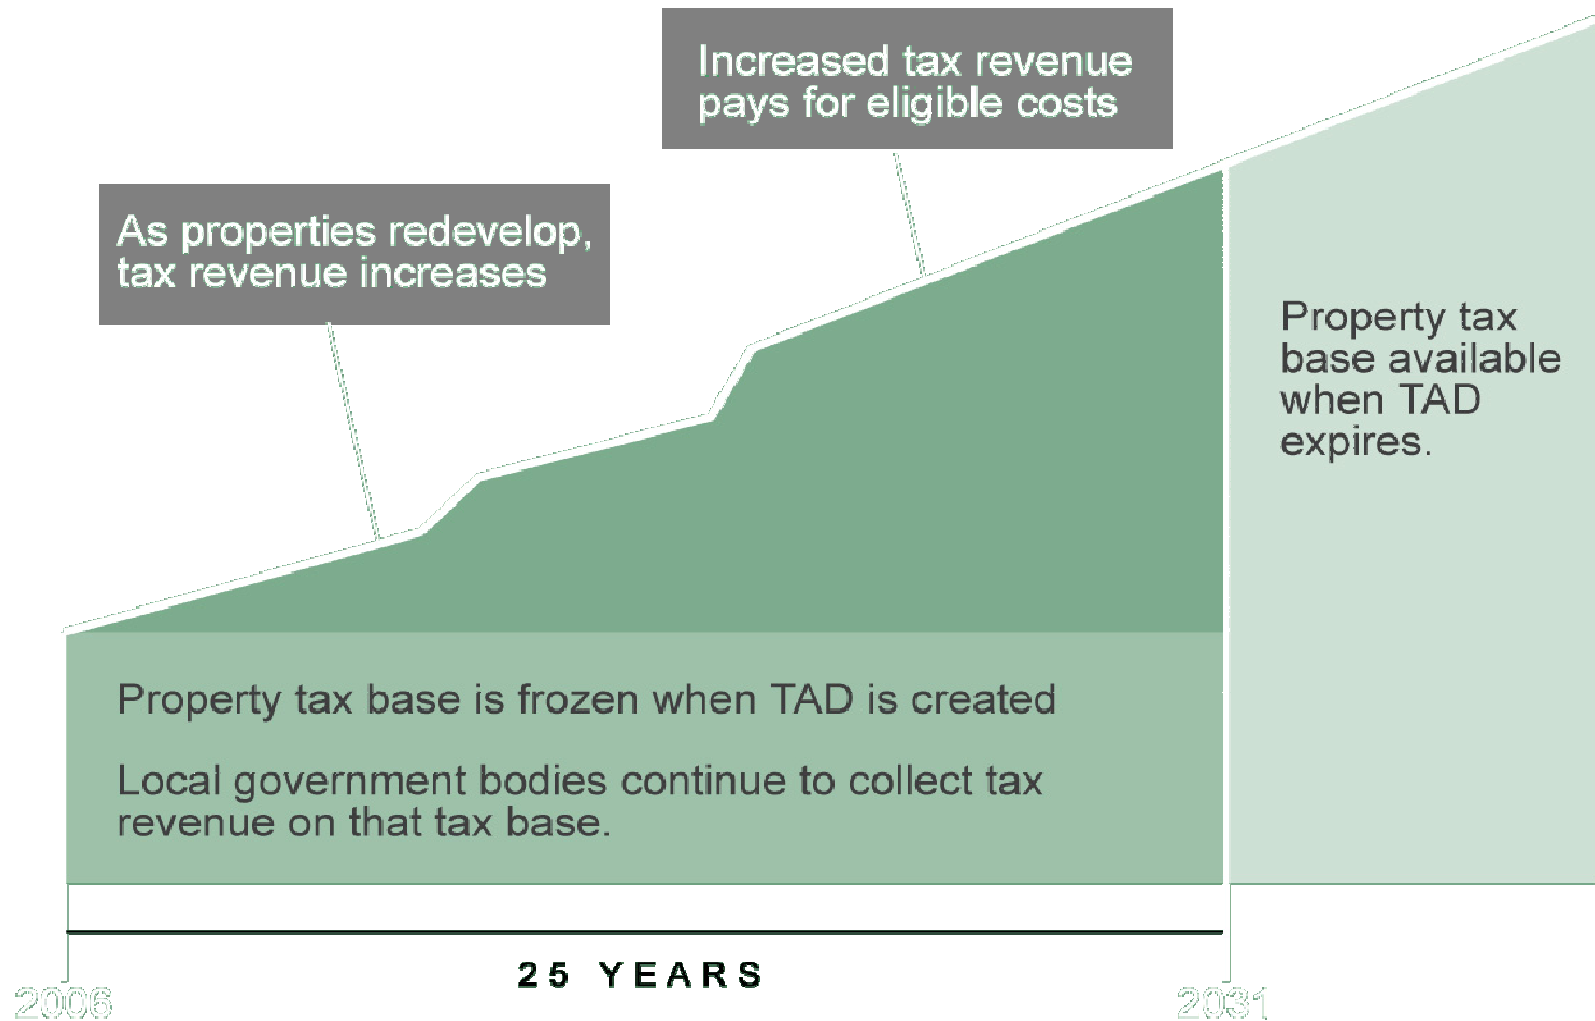 Increased tax revenue
pays for eligible costs
As properties redevelop,
tax revenue increases
Property tax
base available
when TAD
expires.
Property tax base is frozen when TAD is created
Local government bodies continue to collect tax
revenue on that tax base.
25 YEARS
2006
2031